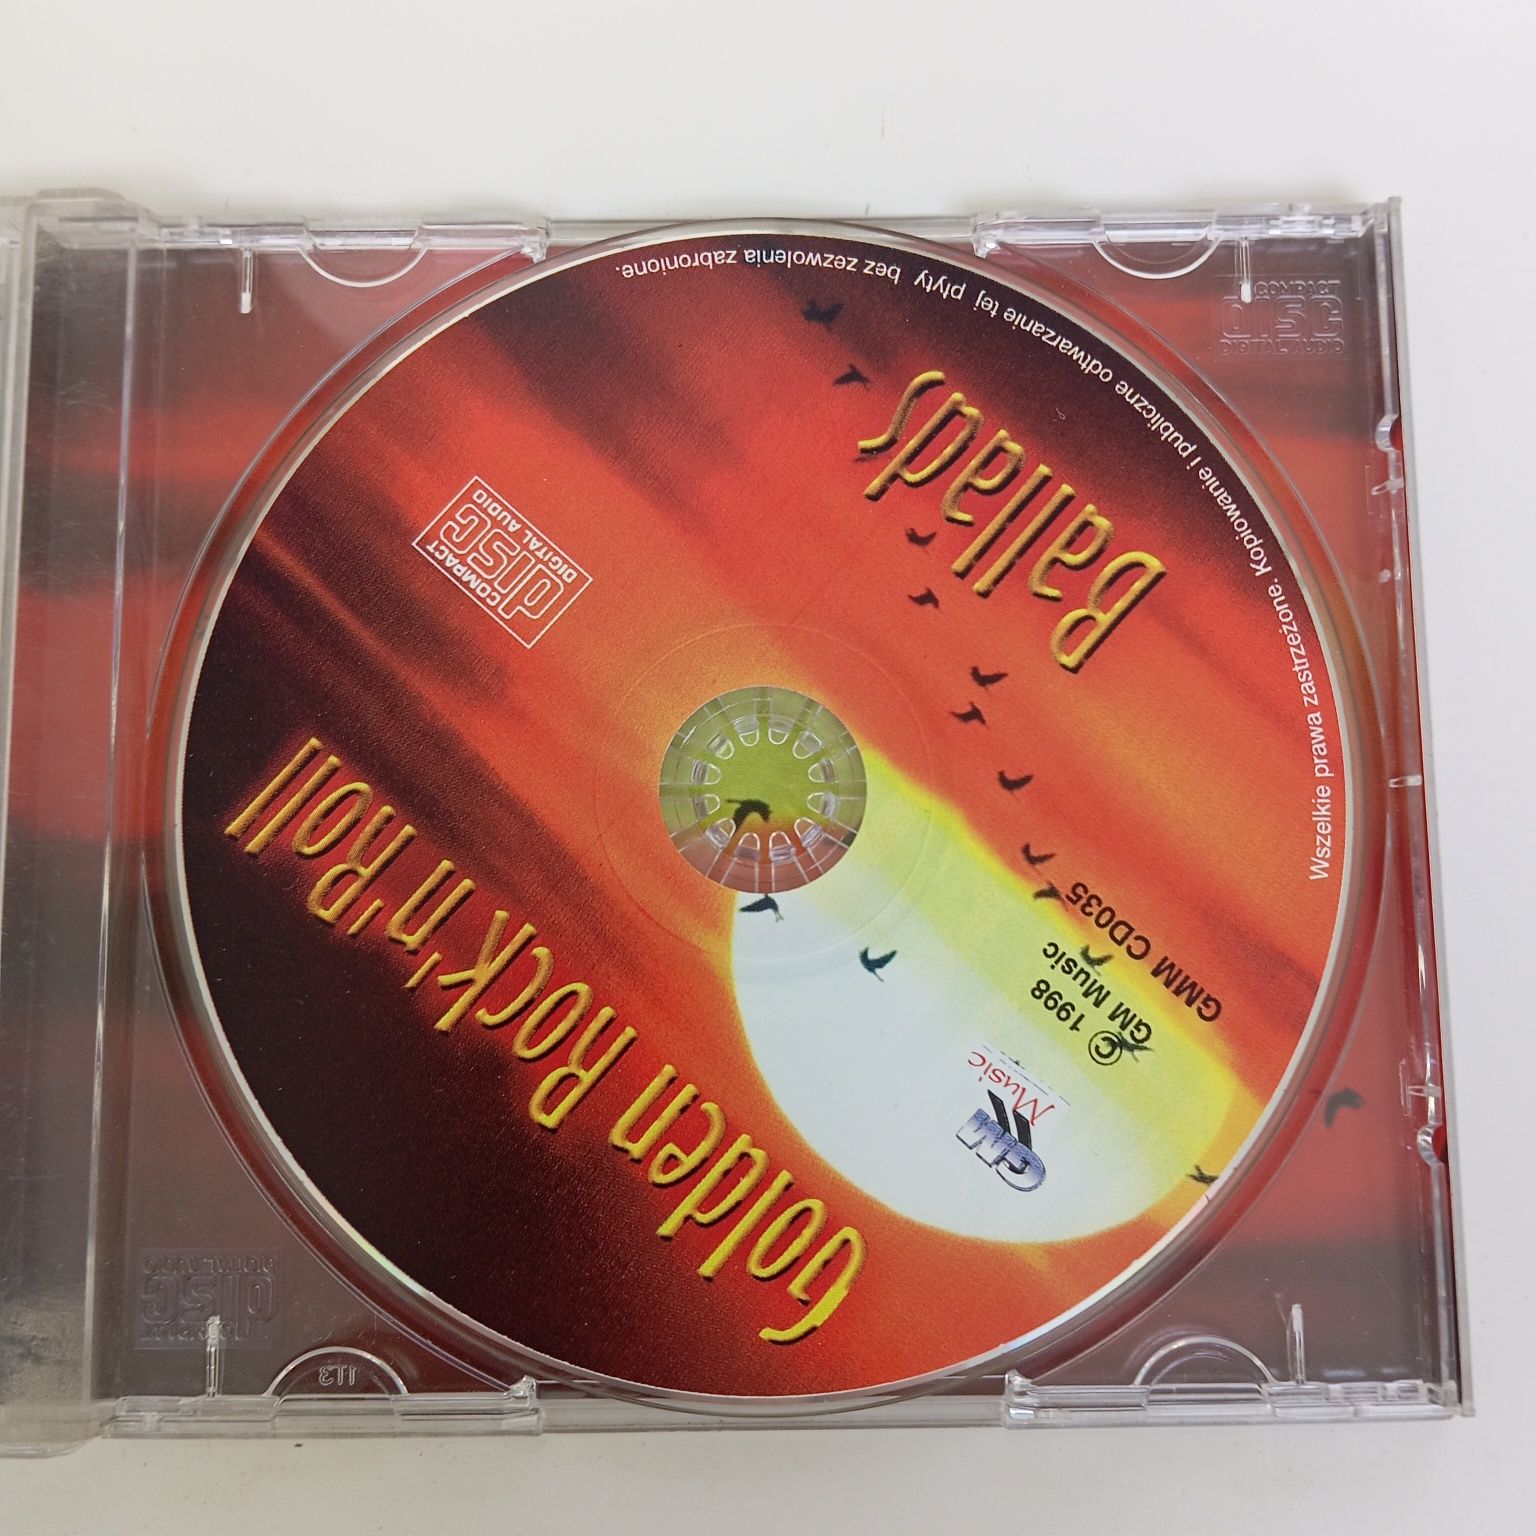 Golden Rock'n'Roll
Ballads
COMPACT
disc
DIGITAL AUDIO
GM
Music
© 1998
GM Music
GMM CD035
Wszelkie prawa zastrzeżone. Kopiowanie i publiczne odtwarzanie tej płyty bez zezwolenia zabronione.
COMPACT
disc
DIGITAL AUDIO
COMPACT
disc
DIGITAL AUDIO
1T3